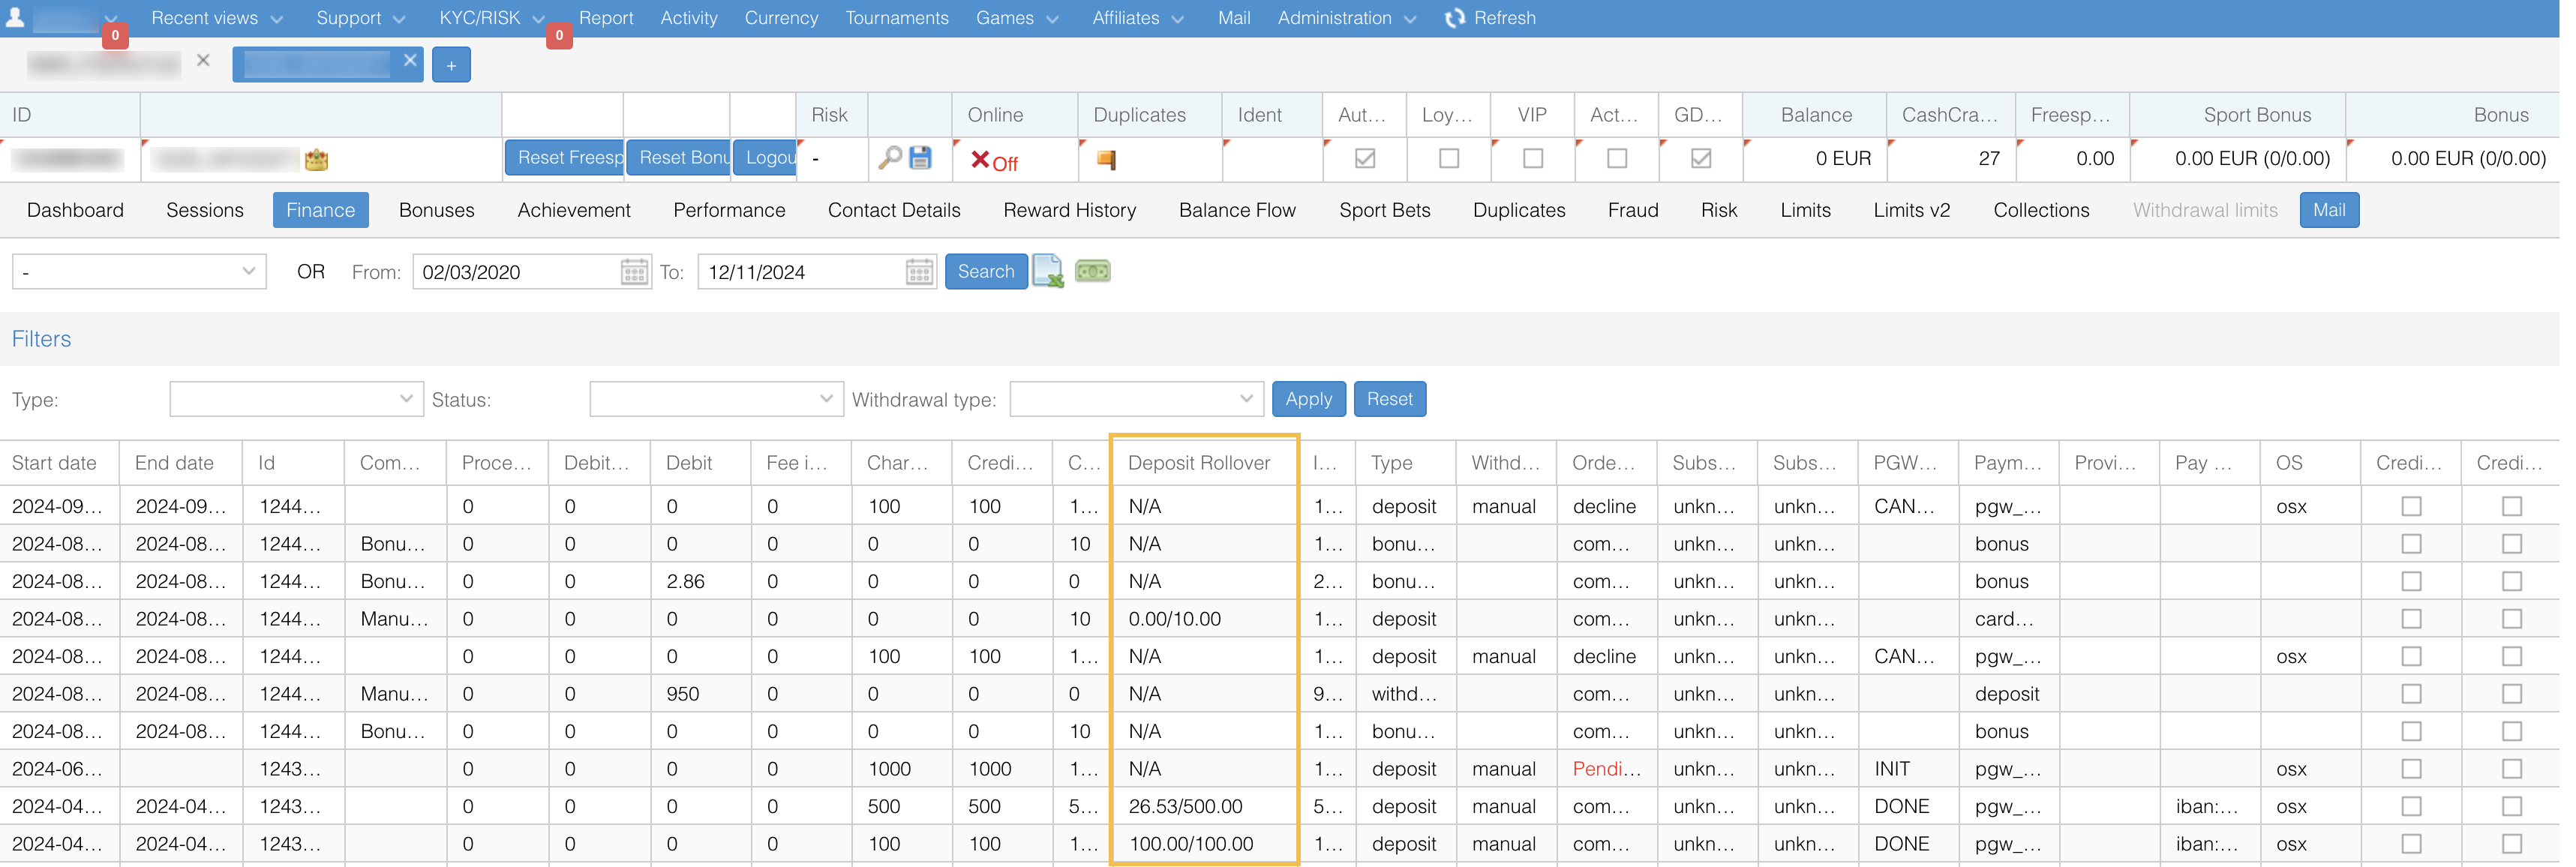 Recent views Support KYC/RISK Report Activity Currency Tournaments Games Affiliates Mail Administration Refresh
0 0
+
ID Risk Online Duplicates Ident Aut... Loy... VIP Act... GD... Balance CashCra... Freesp... Sport Bonus Bonus
Reset Freesp Reset Bonu Logou - Off 0 EUR 27 0.00 0.00 EUR (0/0.00) 0.00 EUR (0/0.00)
Dashboard Sessions Finance Bonuses Achievement Performance Contact Details Reward History Balance Flow Sport Bets Duplicates Fraud Risk Limits Limits v2 Collections Withdrawal limits Mail
- OR From: 02/03/2020 To: 12/11/2024 Search
Filters
Type: Status: Withdrawal type: Apply Reset
Start date End date Id Com... Proce... Debit... Debit Fee i... Char... Credi... C... Deposit Rollover I... Type Withd... Orde... Subs... Subs... PGW... Paym... Provi... Pay ... OS Credi... Credi...
2024-09... 2024-09... 1244... 0 0 0 0 100 100 1... N/A 1... deposit manual decline unkn... unkn... CAN... pgw_... osx
2024-08... 2024-08... 1244... Bonu... 0 0 0 0 0 0 10 N/A 1... bonu... com... unkn... unkn... bonus
2024-08... 2024-08... 1244... Bonu... 0 0 2.86 0 0 0 0 N/A 2... bonu... com... unkn... unkn... bonus
2024-08... 2024-08... 1244... Manu... 0 0 0 0 0 0 10 0.00/10.00 1... deposit com... unkn... unkn... card...
2024-08... 2024-08... 1244... 0 0 0 0 100 100 1... N/A 1... deposit manual decline unkn... unkn... CAN... pgw_... osx
2024-08... 2024-08... 1244... Manu... 0 0 950 0 0 0 0 N/A 9... withd... com... unkn... unkn... deposit
2024-08... 2024-08... 1244... Bonu... 0 0 0 0 0 0 10 N/A 1... bonu... com... unkn... unkn... bonus
2024-06... 1243... 0 0 0 0 1000 1000 1... N/A 1... deposit manual Pendi... unkn... unkn... INIT pgw_... osx
2024-04... 2024-04... 1243... 0 0 0 0 500 500 5... 26.53/500.00 5... deposit manual com... unkn... unkn... DONE pgw_... iban:... osx
2024-04... 2024-04... 1243... 0 0 0 0 100 100 1... 100.00/100.00 1... deposit manual com... unkn... unkn... DONE pgw_... iban:... osx